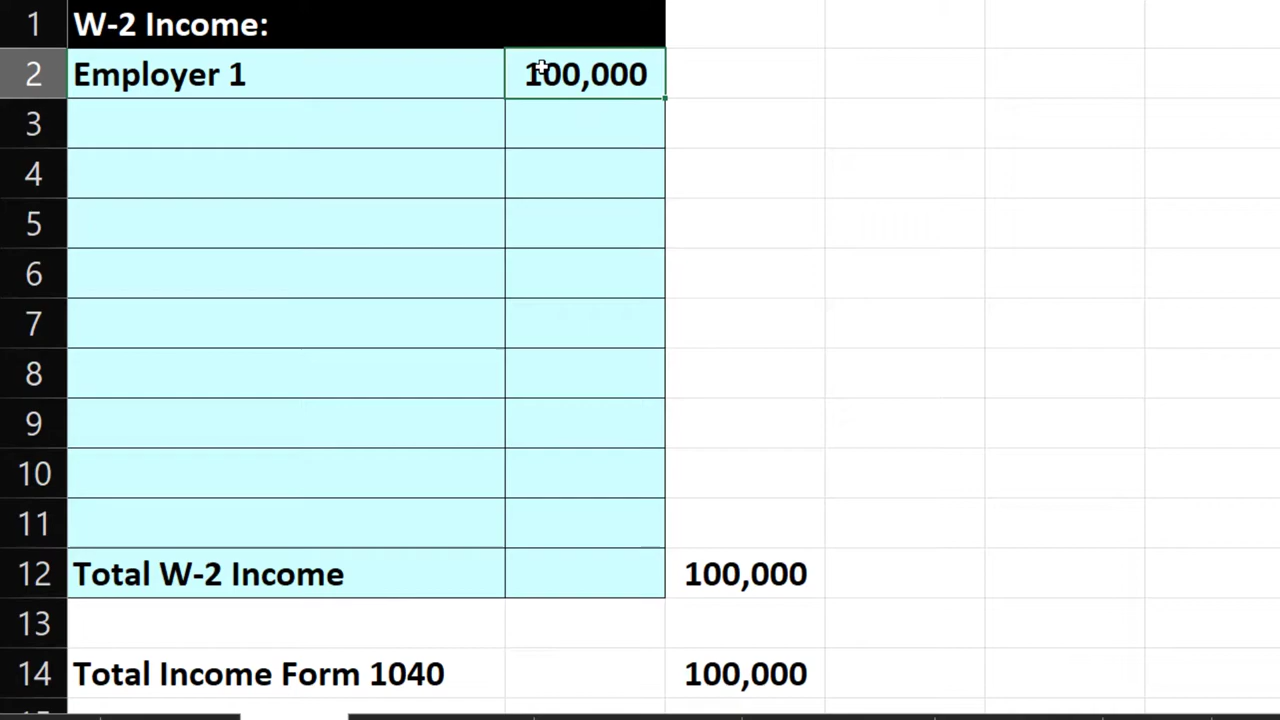 1 W-2 Income:
2 Employer 1 100,000
3
4
5
6
7
8
9
10
11
12 Total W-2 Income 100,000
13
14 Total Income Form 1040 100,000